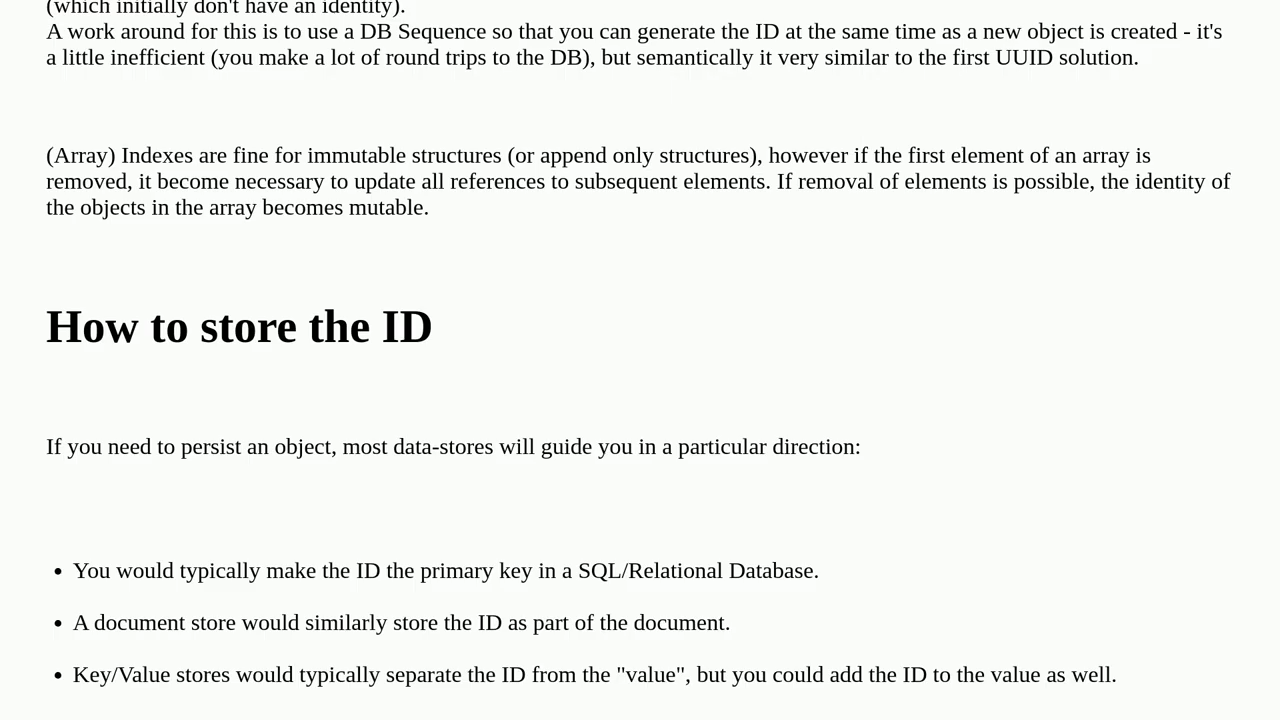 (which initially don't have an identity).
A work around for this is to use a DB Sequence so that you can generate the ID at the same time as a new object is created - it's
a little inefficient (you make a lot of round trips to the DB), but semantically it very similar to the first UUID solution.
(Array) Indexes are fine for immutable structures (or append only structures), however if the first element of an array is
removed, it become necessary to update all references to subsequent elements. If removal of elements is possible, the identity of
the objects in the array becomes mutable.
How to store the ID
If you need to persist an object, most data-stores will guide you in a particular direction:
• You would typically make the ID the primary key in a SQL/Relational Database.
• A document store would similarly store the ID as part of the document.
• Key/Value stores would typically separate the ID from the "value", but you could add the ID to the value as well.